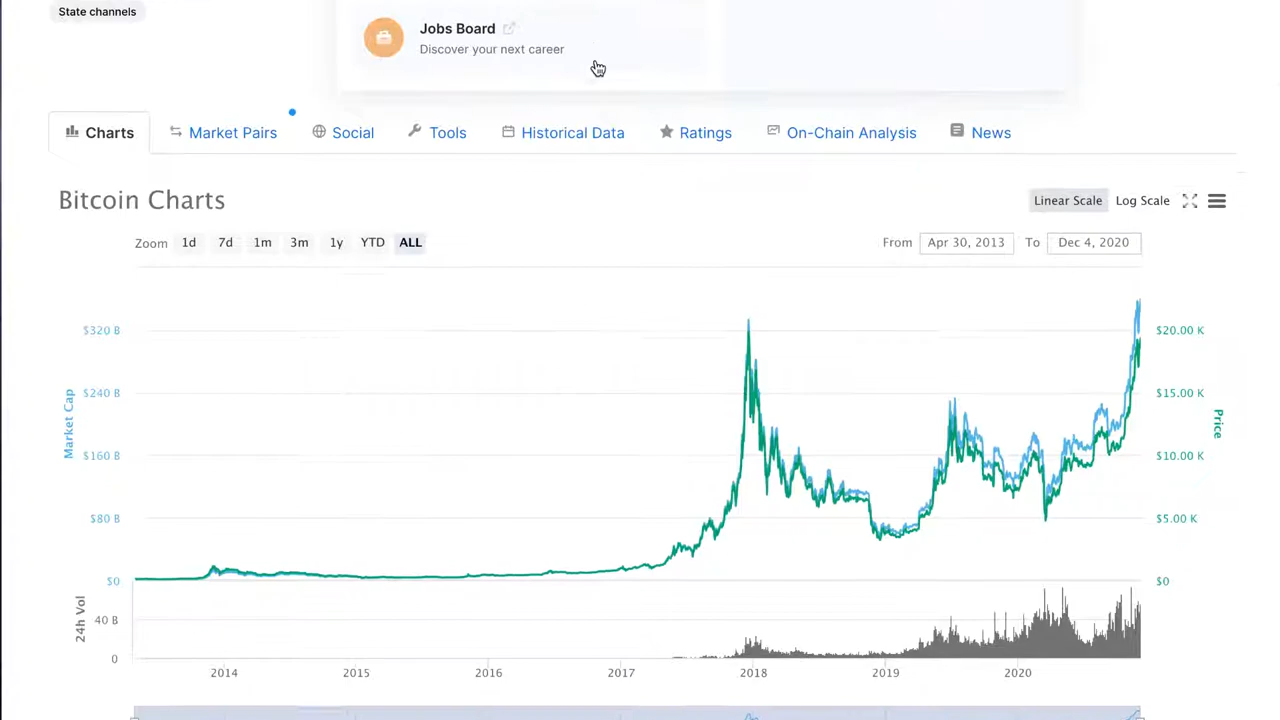 State channels
Jobs Board
Discover your next career
Charts
Market Pairs
Social
Tools
Historical Data
Ratings
On-Chain Analysis
News
Bitcoin Charts
Linear Scale
Log Scale
Zoom 1d 7d 1m 3m 1y YTD ALL
From Apr 30, 2013 To Dec 4, 2020
$320 B
$240 B
$160 B
$80 B
$0
Market Cap
$20.00 K
$15.00 K
$10.00 K
$5.00 K
$0
Price
24h Vol
40 B
0
2014 2015 2016 2017 2018 2019 2020